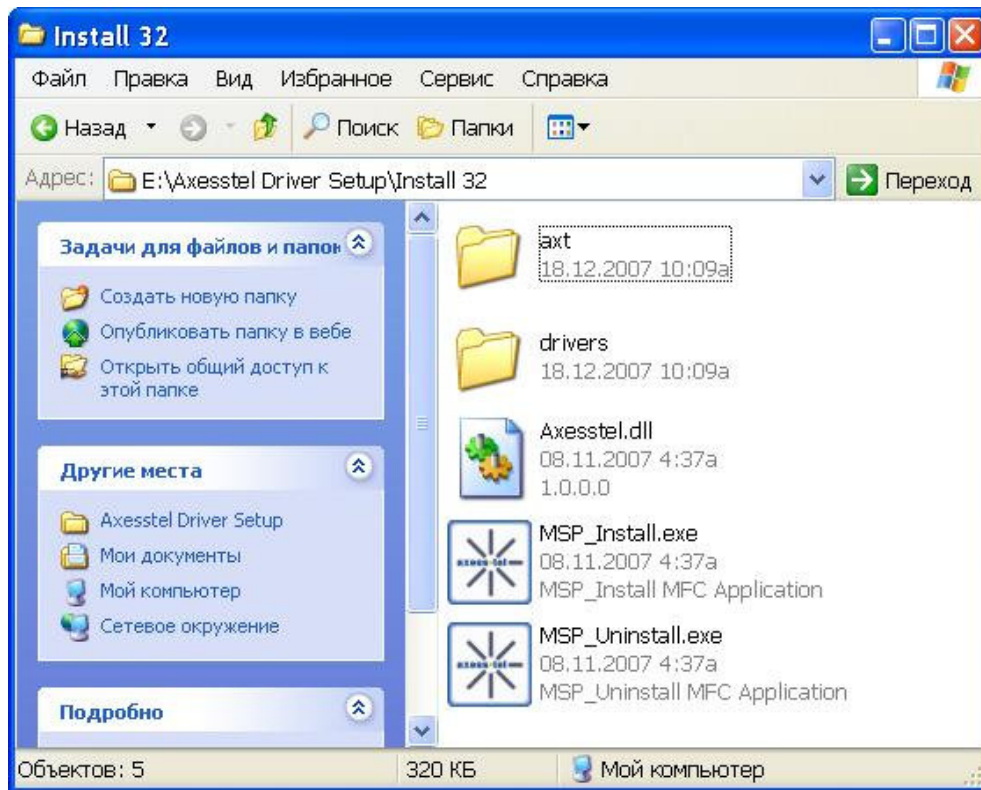 Install 32
Файл Правка Вид Избранное Сервис Справка
Назад Поиск Папки
Адрес: E:\Axesstel Driver Setup\Install 32 Переход
Задачи для файлов и папок
Создать новую папку
Опубликовать папку в вебе
Открыть общий доступ к
этой папке
Другие места
Axesstel Driver Setup
Мои документы
Мой компьютер
Сетевое окружение
Подробно
axt
18.12.2007 10:09a
drivers
18.12.2007 10:09a
Axesstel.dll
08.11.2007 4:37a
1.0.0.0
axess-tel
MSP_Install.exe
08.11.2007 4:37a
MSP_Install MFC Application
axess-tel
MSP_Uninstall.exe
08.11.2007 4:37a
MSP_Uninstall MFC Application
Объектов: 5 320 КБ Мой компьютер